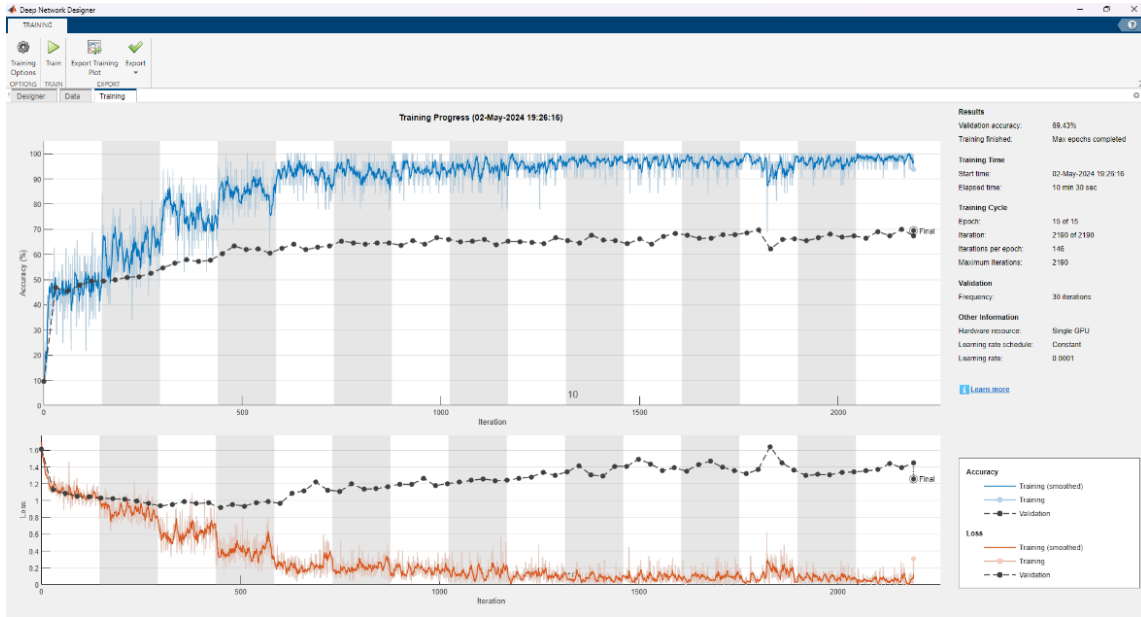 Deep Network Designer
TRAINING
Training Options
Train
Export Training Plot
Export
OPTIONS
TRAIN
EXPORT
Designer
Data
Training
Training Progress (02-May-2024 19:26:16)
Accuracy (%)
100
90
80
70
60
50
40
30
20
10
0
Final
10
0
500
1000
1500
2000
Iteration
Loss
1.6
1.4
1.2
1
0.8
0.6
0.4
0.2
0
Final
0
500
1000
1500
2000
Iteration
Results
Validation accuracy: 69.43%
Training finished: Max epochs completed
Training Time
Start time: 02-May-2024 19:26:16
Elapsed time: 10 min 30 sec
Training Cycle
Epoch: 15 of 15
Iteration: 2190 of 2190
Iterations per epoch: 146
Maximum iterations: 2190
Validation
Frequency: 30 iterations
Other Information
Hardware resource: Single GPU
Learning rate schedule: Constant
Learning rate: 0.0001
Learn more
Accuracy
Training (smoothed)
Training
Validation
Loss
Training (smoothed)
Training
Validation